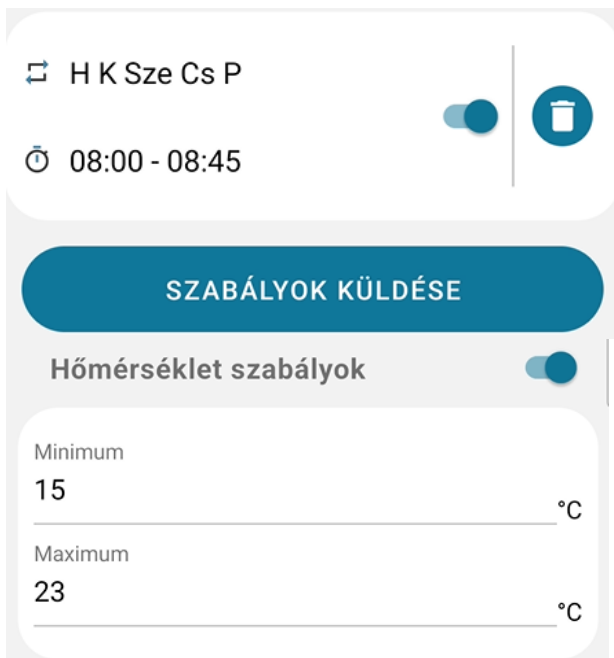 H K Sze Cs P
08:00 - 08:45
SZABÁLYOK KÜLDÉSE
Hőmérséklet szabályok
Minimum
15
°C
Maximum
23
°C